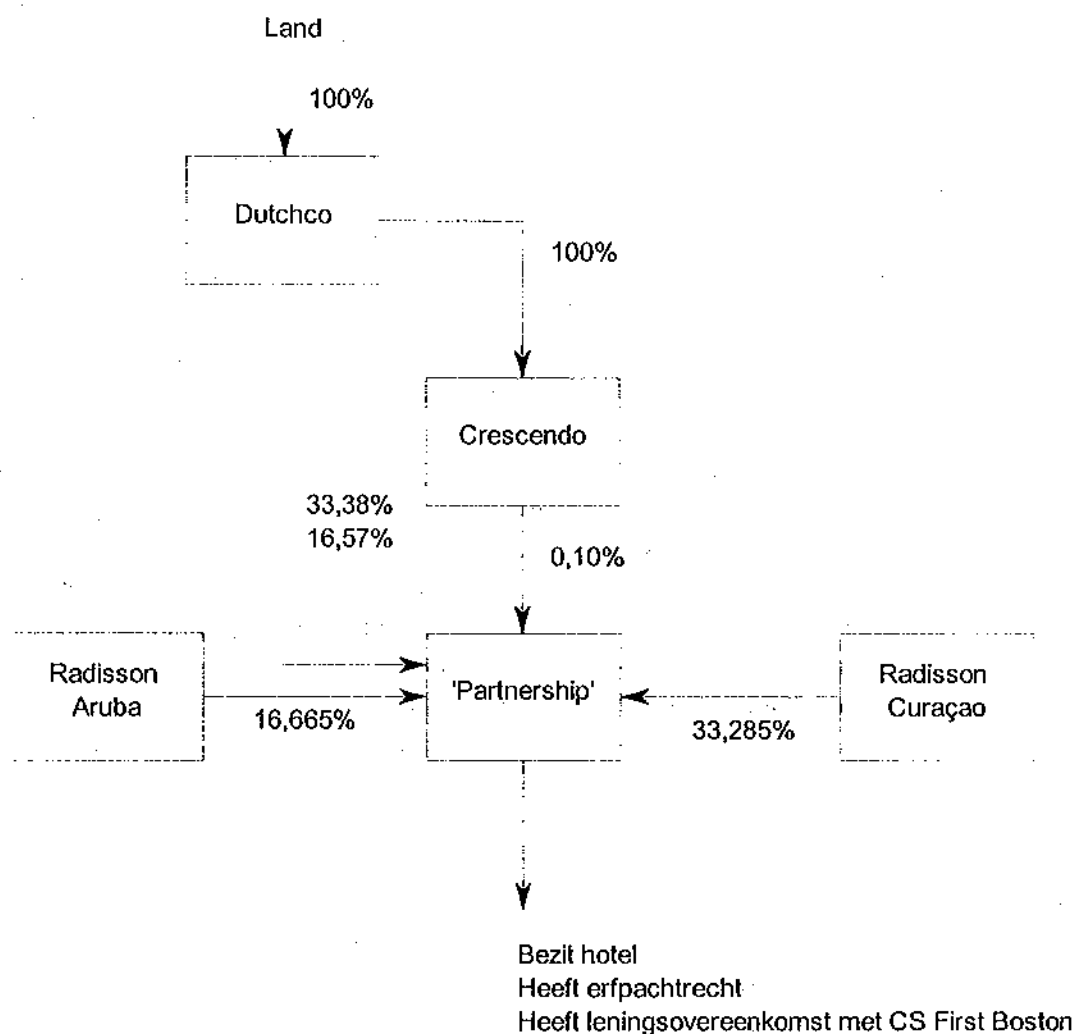 Land
100%
Dutchco
100%
Crescendo
33,38%
16,57%
0,10%
Radisson
Aruba
'Partnership'
Radisson
Curaçao
16,665%
33,285%
Bezit hotel
Heeft erfpachtrecht
Heeft leningsovereenkomst met CS First Boston